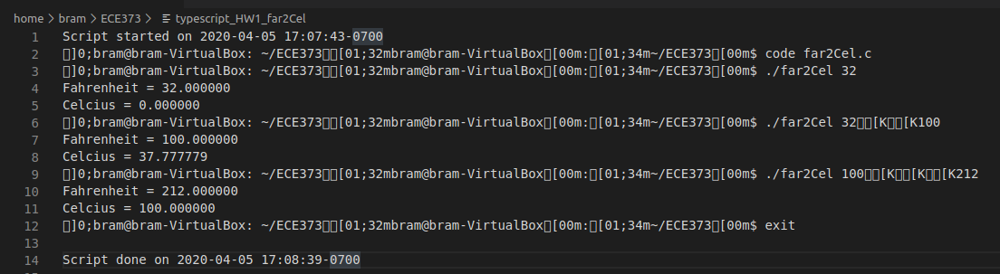 home > bram > ECE373 > typescript_HW1_far2Cel
1 Script started on 2020-04-05 17:07:43-0700
2 □]0;bram@bram-VirtualBox: ~/ECE373□□[01;32mbram@bram-VirtualBox□[00m:□[01;34m~/ECE373□[00m$ code far2Cel.c
3 □]0;bram@bram-VirtualBox: ~/ECE373□□[01;32mbram@bram-VirtualBox□[00m:□[01;34m~/ECE373□[00m$ ./far2Cel 32
4 Fahrenheit = 32.000000
5 Celcius = 0.000000
6 □]0;bram@bram-VirtualBox: ~/ECE373□□[01;32mbram@bram-VirtualBox□[00m:□[01;34m~/ECE373□[00m$ ./far2Cel 32□□[K□□[K100
7 Fahrenheit = 100.000000
8 Celcius = 37.777779
9 □]0;bram@bram-VirtualBox: ~/ECE373□□[01;32mbram@bram-VirtualBox□[00m:□[01;34m~/ECE373□[00m$ ./far2Cel 100□□[K□□[K□□[K212
10 Fahrenheit = 212.000000
11 Celcius = 100.000000
12 □]0;bram@bram-VirtualBox: ~/ECE373□□[01;32mbram@bram-VirtualBox□[00m:□[01;34m~/ECE373□[00m$ exit
13
14 Script done on 2020-04-05 17:08:39-0700